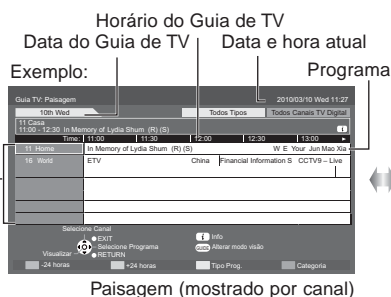 Horário do Guia de TV
Data do Guia de TV Data e hora atual
Exemplo: Programa
Guia TV: Paisagem 2010/03/10 Wed 11:27
10th Wed Todos Tipos Todos Canais TV Digital
11 Casa
11:00 - 12:30 In Memory of Lydia Shum (R) (S) i
Time: 11:00 11:30 12:00 12:30 13:00
11 Home In Memory of Lydia Shum (R) (S) W E Your Jun Mao Xia
16 World ETV China Financial Information S CCTV9 – Live
Selecione Canal
EXIT i Info
Selecione Programa GUIDE Alterar modo visão
Visualizar RETURN
-24 horas +24 horas Tipo Prog. Categoria
Paisagem (mostrado por canal)